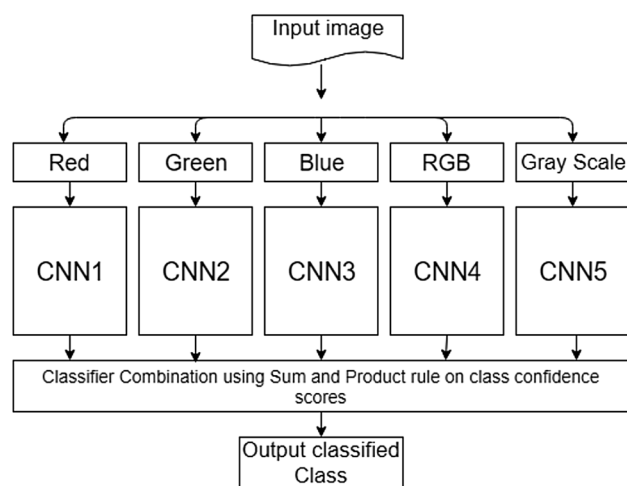 Input image
Red
Green
Blue
RGB
Gray Scale
CNN1
CNN2
CNN3
CNN4
CNN5
Classifier Combination using Sum and Product rule on class confidence
scores
Output classified
Class